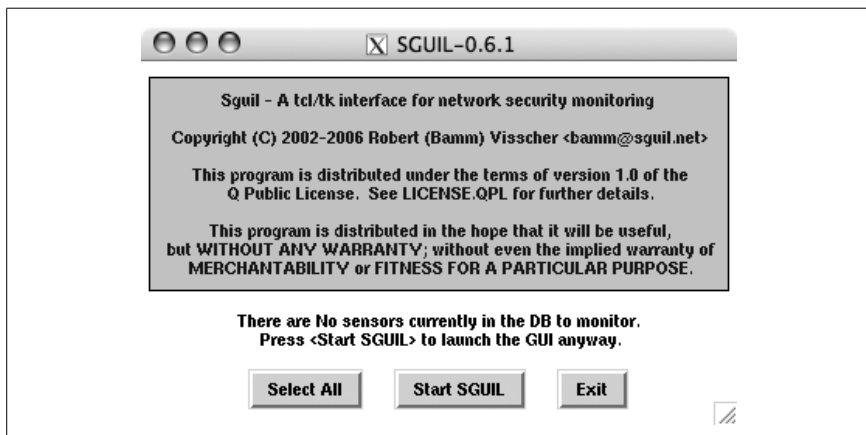 SGUIL-0.6.1
Sguil - A tcl/tk interface for network security monitoring
Copyright (C) 2002-2006 Robert (Bamm) Visscher <bamm@sguil.net>
This program is distributed under the terms of version 1.0 of the
Q Public License. See LICENSE.QPL for further details.
This program is distributed in the hope that it will be useful,
but WITHOUT ANY WARRANTY; without even the implied warranty of
MERCHANTABILITY or FITNESS FOR A PARTICULAR PURPOSE.
There are No sensors currently in the DB to monitor.
Press <Start SGUIL> to launch the GUI anyway.
Select All Start SGUIL Exit